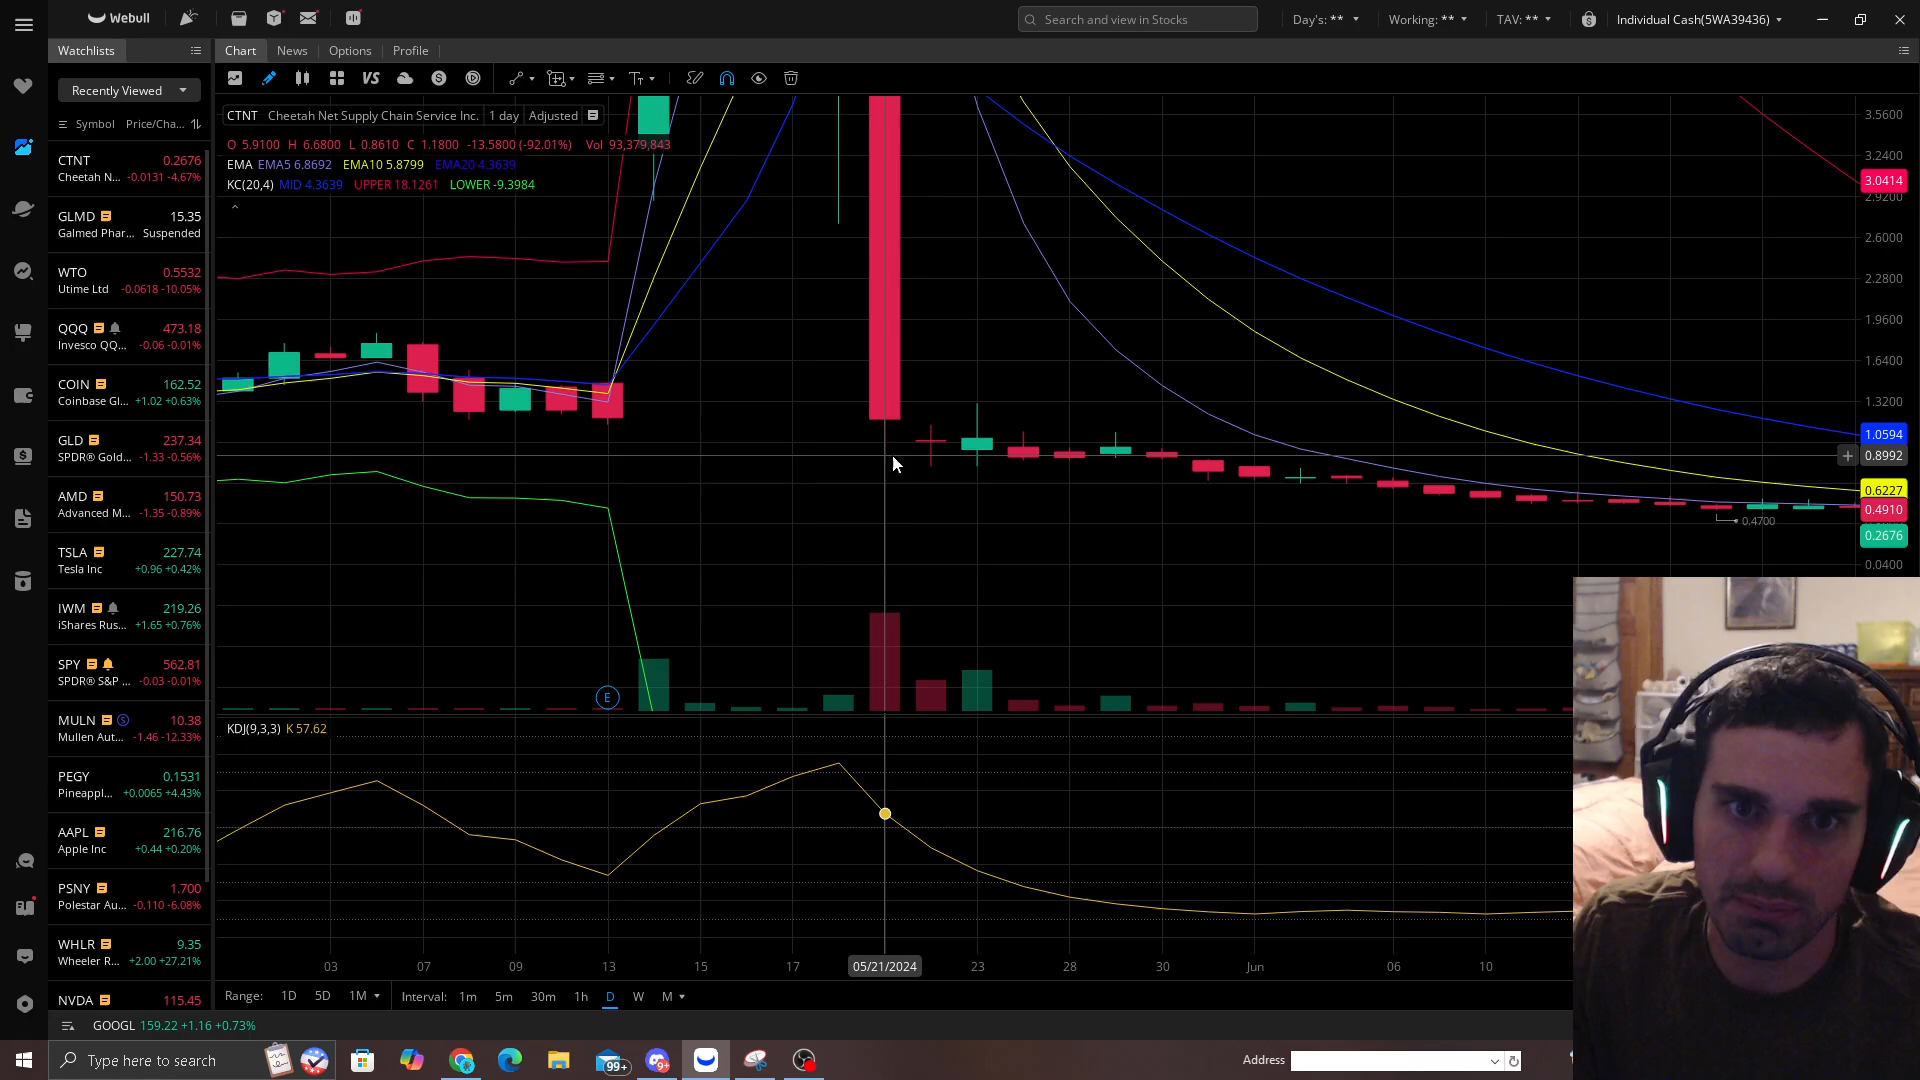 Webull
Search and view in Stocks
Day's: **
Working: **
TAV: **
Individual Cash(5WA39436)
Watchlists
Chart
News
Options
Profile
Recently Viewed
VS
Symbol
Price/Cha...
CTNT
0.2676
Cheetah N...
-0.0131 -4.67%
GLMD
15.35
Galmed Phar...
Suspended
WTO
0.5532
Utime Ltd
-0.0618 -10.05%
QQQ
473.18
Invesco QQ...
-0.06 -0.01%
COIN
162.52
Coinbase Gl...
+1.02 +0.63%
GLD
237.34
SPDR® Gold...
-1.33 -0.56%
AMD
150.73
Advanced M...
-1.35 -0.89%
TSLA
227.74
Tesla Inc
+0.96 +0.42%
IWM
219.26
iShares Rus...
+1.65 +0.76%
SPY
562.81
SPDR® S&P ...
-0.03 -0.01%
MULN
10.38
Mullen Aut...
-1.46 -12.33%
PEGY
0.1531
Pineappl...
+0.0065 +4.43%
AAPL
216.76
Apple Inc
+0.44 +0.20%
PSNY
1.700
Polestar Au...
-0.110 -6.08%
WHLR
9.35
Wheeler R...
+2.00 +27.21%
NVDA
115.45
CTNT Cheetah Net Supply Chain Service Inc. 1 day Adjusted
O 5.9100 H 6.6800 L 0.8610 C 1.1800 -13.5800 (-92.01%) Vol 93,379,843
EMA EMA5 6.8692 EMA10 5.8799 EMA20 4.3639
KC(20,4) MID 4.3639 UPPER 18.1261 LOWER -9.3984
3.5600
3.2400
3.0414
2.9200
2.6000
2.2800
1.9600
1.6400
1.3200
1.0594
0.8992
0.6227
0.4910
0.2676
0.0400
0.4700
E
KDJ(9,3,3) K 57.62
03
07
09
13
15
17
05/21/2024
23
28
30
Jun
06
10
Range: 1D 5D 1M
Interval: 1m 5m 30m 1h D W M
GOOGL 159.22 +1.16 +0.73%
Type here to search
99+
9+
Address